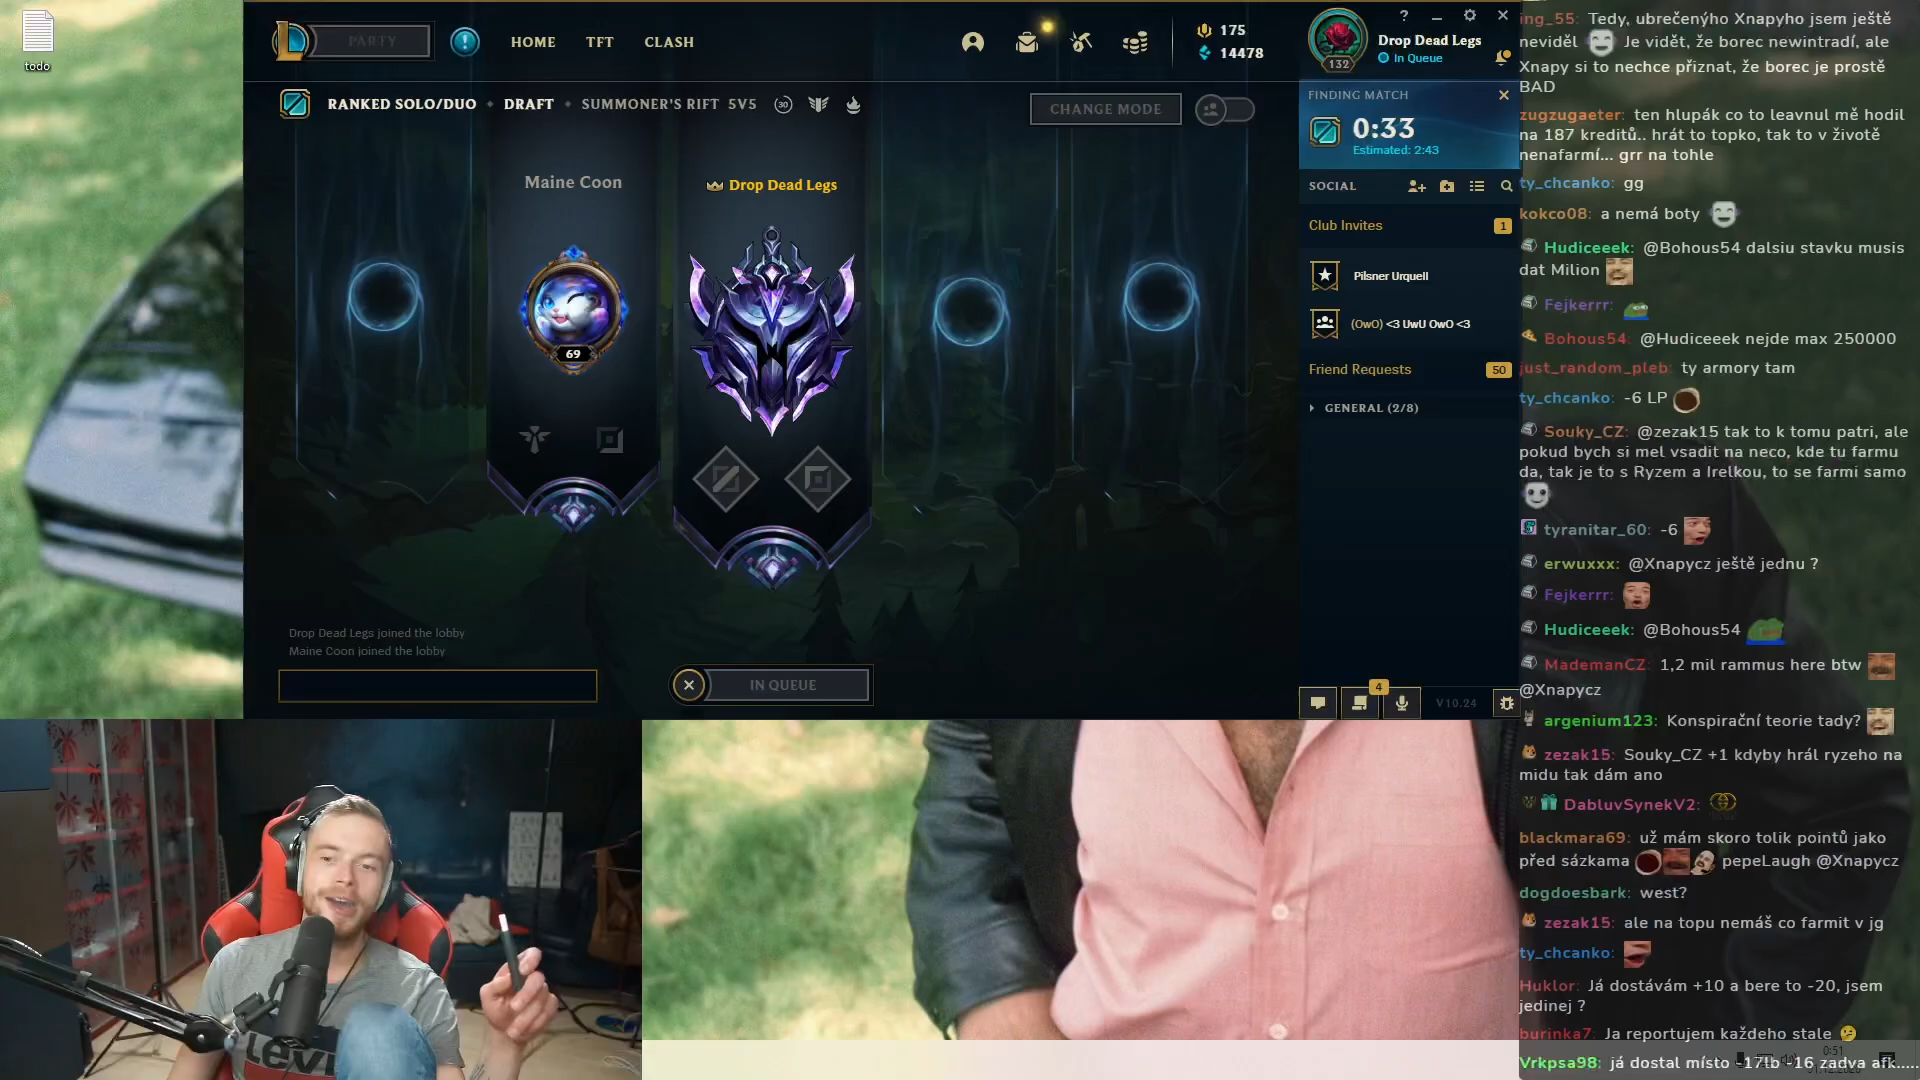 todo
PARTY
HOME
TFT
CLASH
175
14478
132
Drop Dead Legs
In Queue
RANKED SOLO/DUO
DRAFT
SUMMONER'S RIFT 5V5
30
CHANGE MODE
FINDING MATCH
0:33
Estimated: 2:43
SOCIAL
Club Invites
1
Pilsner Urquell
(OwO) <3 UwU OwO <3
Friend Requests
50
GENERAL (2/8)
Maine Coon
69
Drop Dead Legs
Drop Dead Legs joined the lobby
Maine Coon joined the lobby
IN QUEUE
4
V10.24
LEVI
ing_55: Tedy, ubrečenýho Xnapyho jsem ještě
neviděl Je vidět, že borec newintradí, ale
Xnapy si to nechce přiznat, že borec je prostě
BAD
zugzugaeter: ten hlupák co to leavnul mě hodil
na 187 kreditů.. hrát to topko, tak to v životě
nenafarmí... grr na tohle
ty_chcanko: gg
kokco08: a nemá boty
Hudiceeek: @Bohous54 dalsiu stavku musis
dat Milion
Fejkerrr:
Bohous54: @Hudiceeek nejde max 250000
just_random_pleb: ty armory tam
ty_chcanko: -6 LP
Souky_CZ: @zezak15 tak to k tomu patri, ale
pokud bych si mel vsadit na neco, kde tu farmu
da, tak je to s Ryzem a Irelkou, to se farmi samo
tyranitar_60: -6
erwuxxx: @Xnapycz ještě jednu ?
Fejkerrr:
Hudiceeek: @Bohous54
MademanCZ: 1,2 mil rammus here btw
@Xnapycz
argenium123: Konspirační teorie tady?
zezak15: Souky_CZ +1 kdyby hrál ryzeho na
midu tak dám ano
DabluvSynekV2:
blackmara69: už mám skoro tolik pointů jako
před sázkama pepeLaugh @Xnapycz
dogdoesbark: west?
zezak15: ale na topu nemáš co farmit v jg
ty_chcanko:
Huklor: Já dostávám +10 a bere to -20, jsem
jedinej ?
burinka7: Ja reportujem každeho stale
0:51
Vrkpsa98: já dostal místo -17lb -16 zadva afk.....